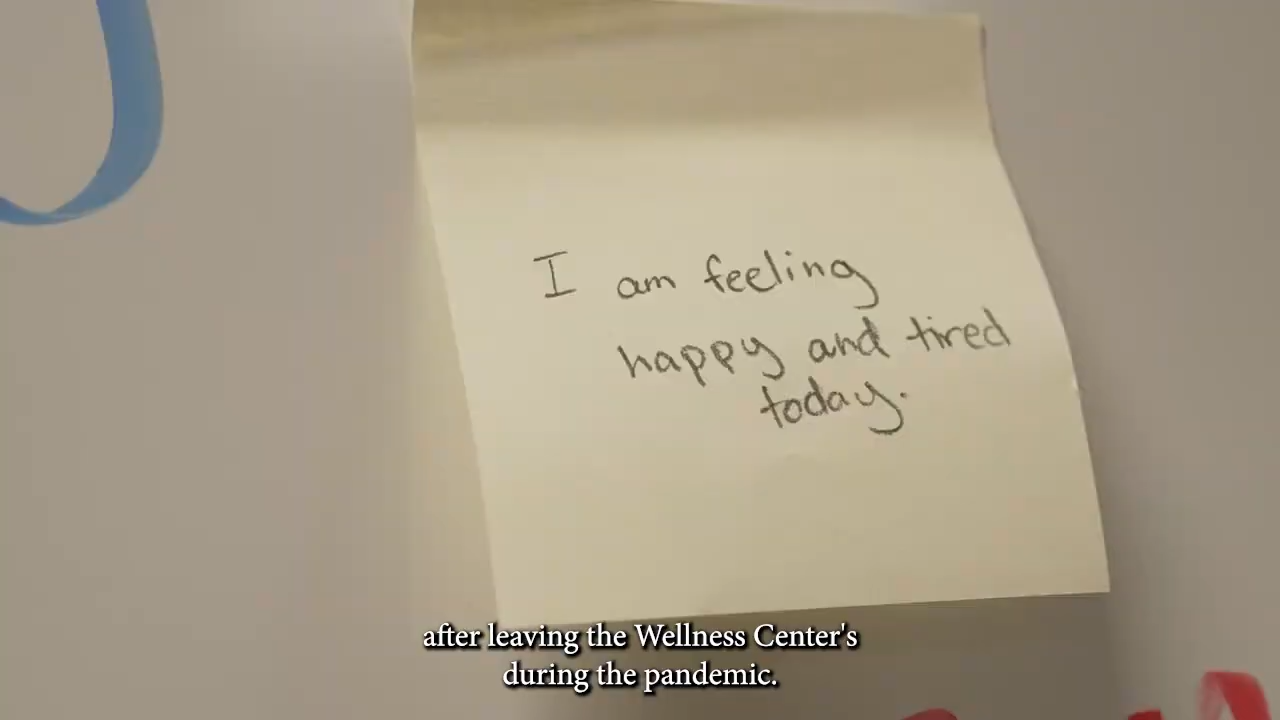 I am feeling
happy and tired
today.
after leaving the Wellness Center's
during the pandemic.